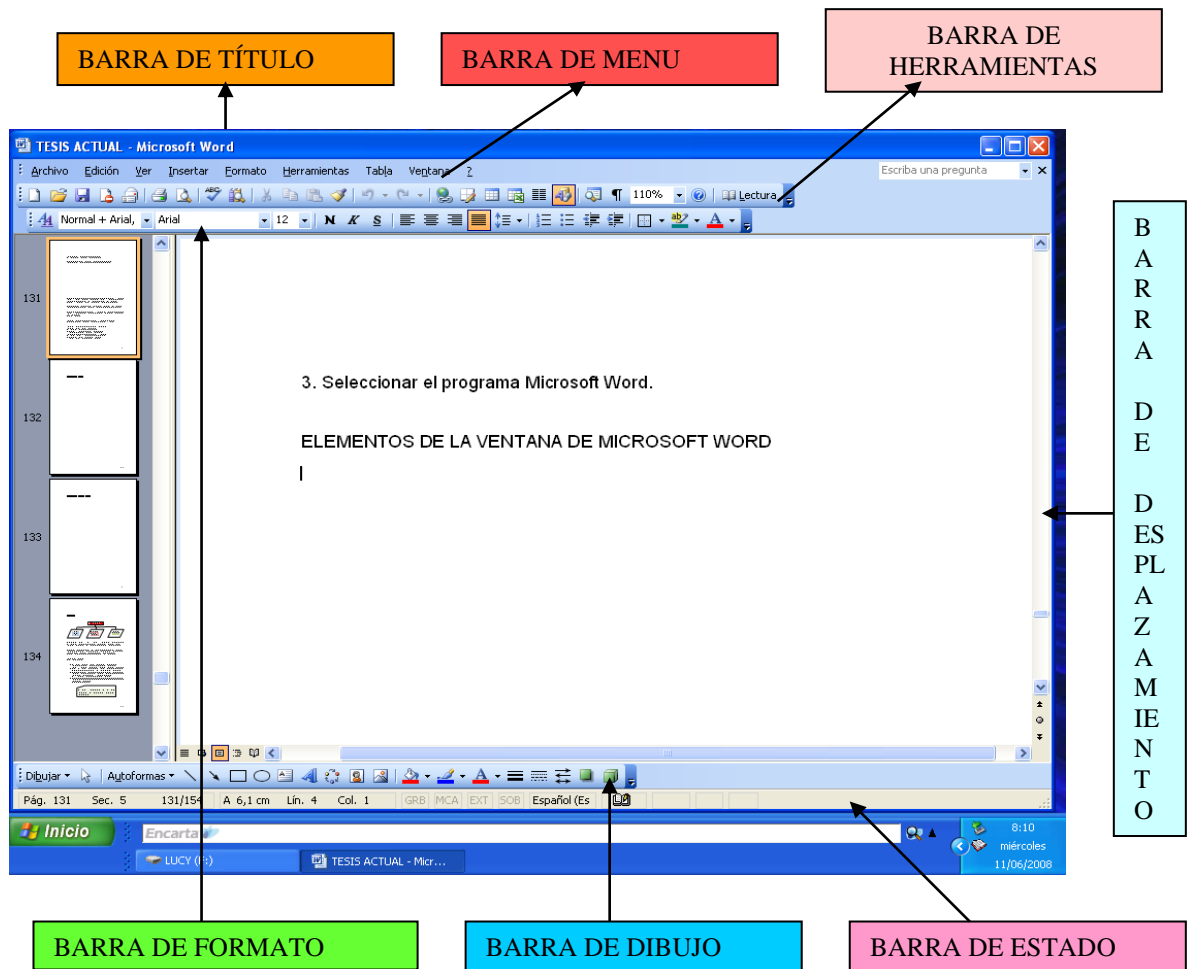 BARRA DE TÍTULO
BARRA DE MENU
BARRA DE
HERRAMIENTAS
TESIS ACTUAL - Microsoft Word
Archivo Edición Ver Insertar Formato Herramientas Tabla Ventana ? Escriba una pregunta
110% Lectura
Normal + Arial, Arial 12 N K S
131
3. Seleccionar el programa Microsoft Word.
132
ELEMENTOS DE LA VENTANA DE MICROSOFT WORD
133
134
Dibujar Autoformas
Pág. 131 Sec. 5 131/154 A 6,1 cm Lín. 4 Col. 1 GRB MCA EXT SOB Español (Es
Inicio Encarta 8:10
miércoles
LUCY (E:) TESIS ACTUAL - Micr...
11/06/2008
B
A
R
R
A
D
E
D
ES
PL
A
Z
A
M
IE
N
T
O
BARRA DE FORMATO
BARRA DE DIBUJO
BARRA DE ESTADO